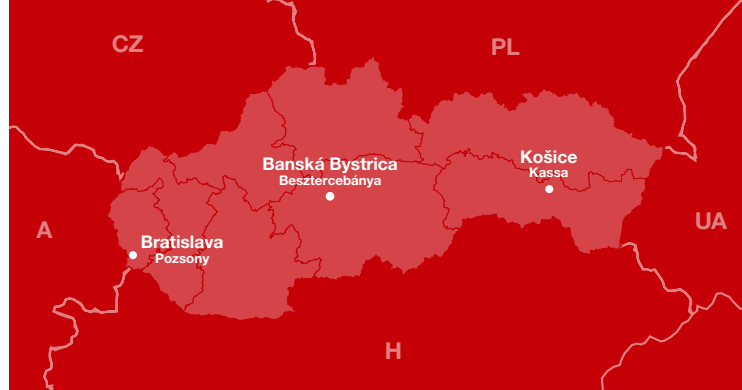 CZ
PL
Banská Bystrica
Besztercebánya
Košice
Kassa
A
UA
Bratislava
Pozsony
H